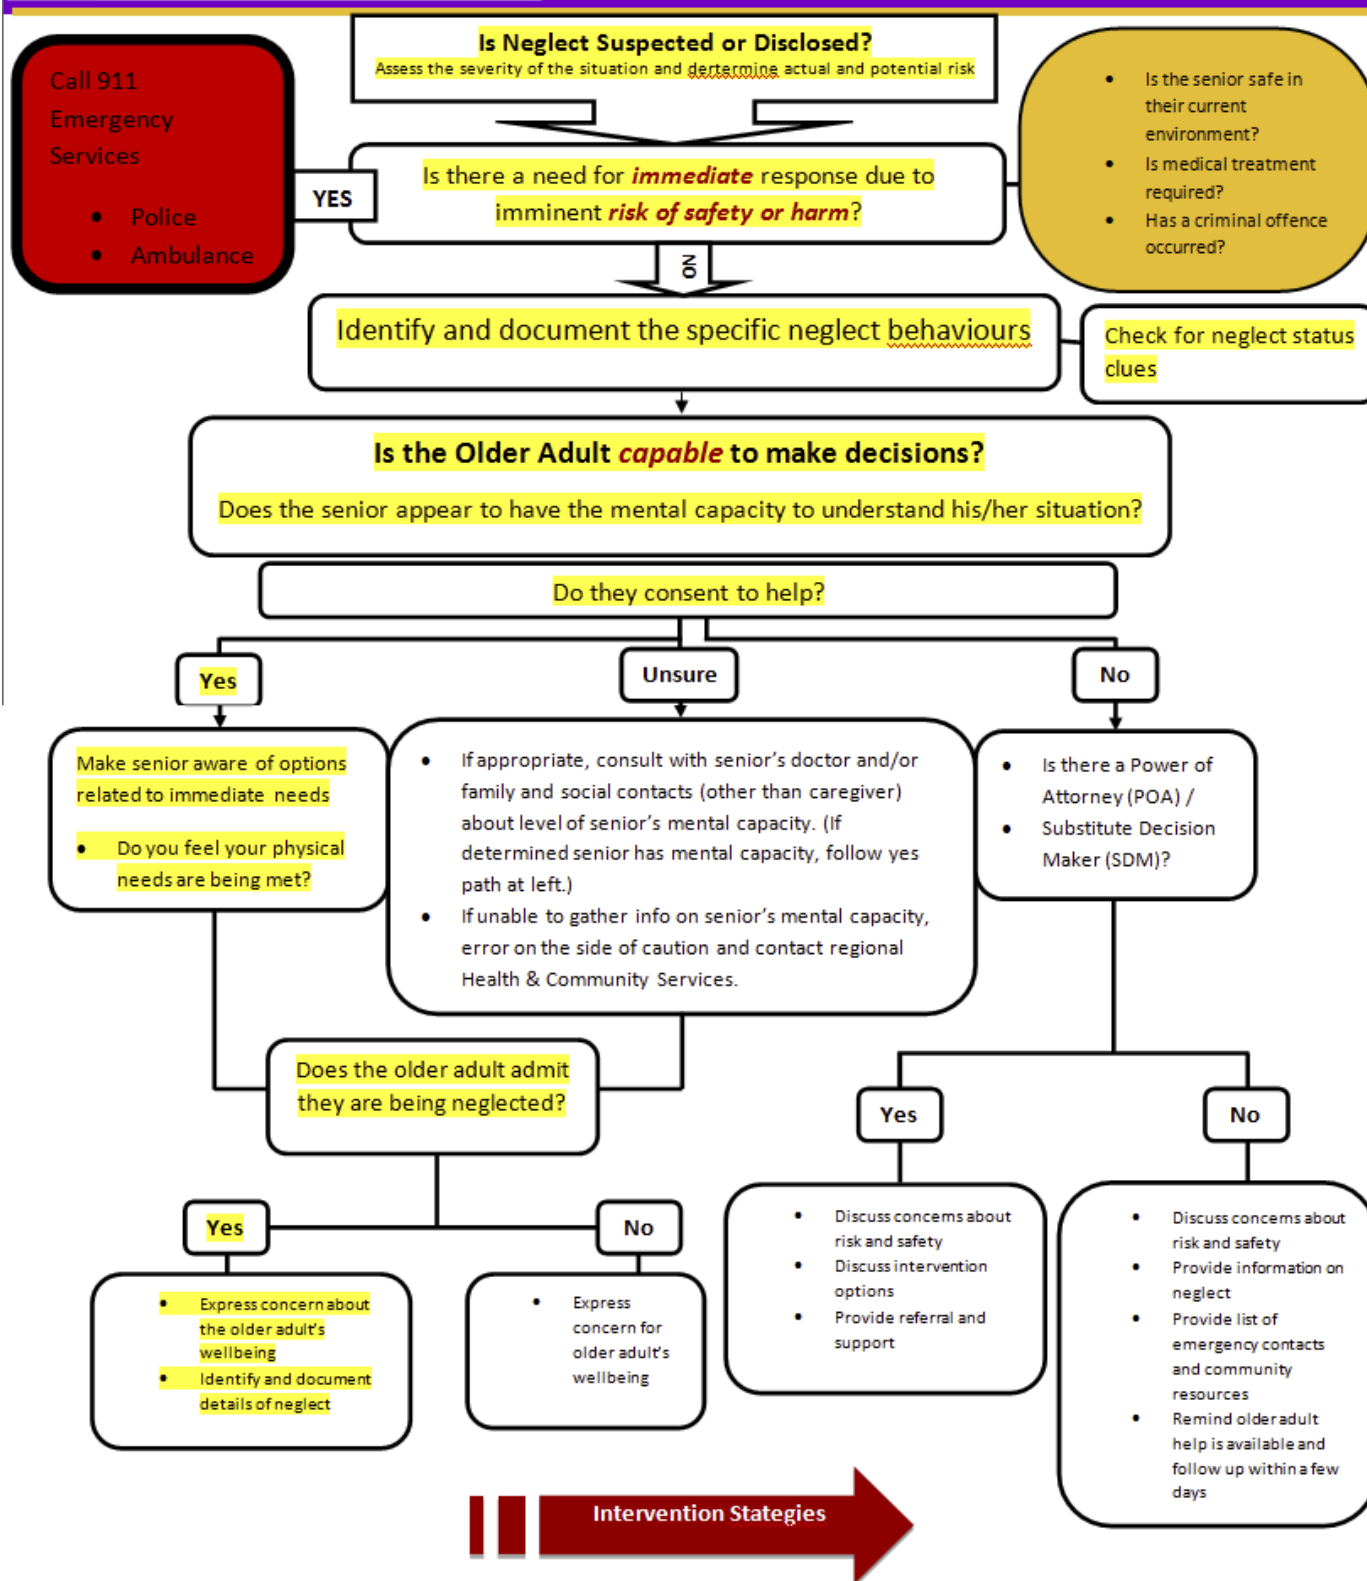 Is Neglect Suspected or Disclosed?
Assess the severity of the situation and dertermine actual and potential risk
Call 911
Emergency
Services
• Police
• Ambulance
YES
Is there a need for immediate response due to
imminent risk of safety or harm?
• Is the senior safe in
their current
environment?
• Is medical treatment
required?
• Has a criminal offence
occurred?
NO
Identify and document the specific neglect behaviours
Check for neglect status
clues
Is the Older Adult capable to make decisions?
Does the senior appear to have the mental capacity to understand his/her situation?
Do they consent to help?
Yes
Unsure
No
Make senior aware of options
related to immediate needs
• Do you feel your physical
needs are being met?
• If appropriate, consult with senior's doctor and/or
family and social contacts (other than caregiver)
about level of senior's mental capacity. (If
determined senior has mental capacity, follow yes
path at left.)
• If unable to gather info on senior's mental capacity,
error on the side of caution and contact regional
Health & Community Services.
• Is there a Power of
Attorney (POA) /
• Substitute Decision
Maker (SDM)?
Does the older adult admit
they are being neglected?
Yes
No
Yes
No
• Express concern about
the older adult's
wellbeing
• Identify and document
details of neglect
• Express
concern for
older adult's
wellbeing
• Discuss concerns about
risk and safety
• Discuss intervention
options
• Provide referral and
support
• Discuss concerns about
risk and safety
• Provide information on
neglect
• Provide list of
emergency contacts
and community
resources
• Remind older adult
help is available and
follow up within a few
days
Intervention Stategies